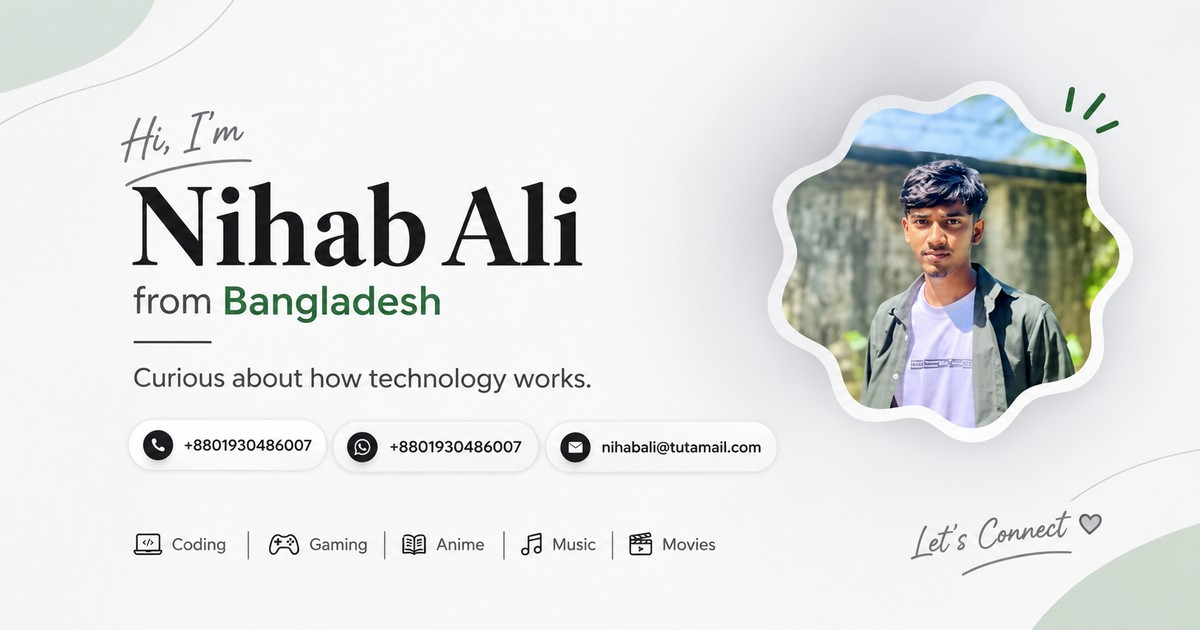 Hi, I'm
Nihab Ali
from Bangladesh
Curious about how technology works.
+8801930486007 +8801930486007 nihabali@tutamail.com
Coding Gaming Anime Music Movies
Let's Connect